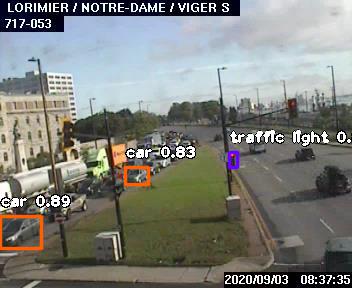 LORIMIER / NOTRE-DAME / VIGER S
717-053
traffic light 0.
car 0.83
car 0.89
2020/09/03 08:37:35